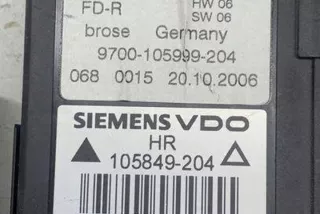 FD-R HW 06
SW 06
brose Germany
9700-105999-204
068 0015 20.10.2006
SIEMENS VDO
HR
105849-204